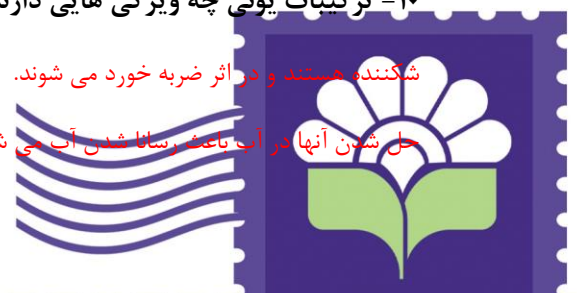 ۱۰- ترکیبات یونی چه ویژگی هایی دارند
شکننده هستند و در اثر ضربه خورد می شوند.
حل شدن آنها در آب باعث رسانا شدن آب می